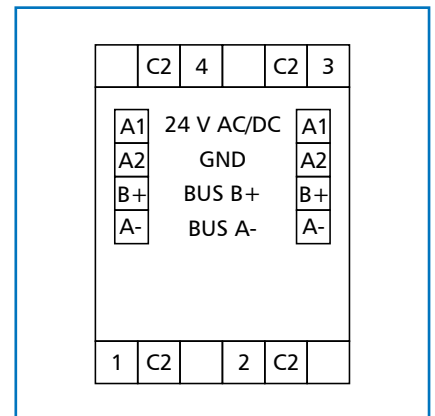 C2 4 C2 3
A1 24 V AC/DC A1
A2 GND A2
B+ BUS B+ B+
A- BUS A- A-
1 C2 2 C2